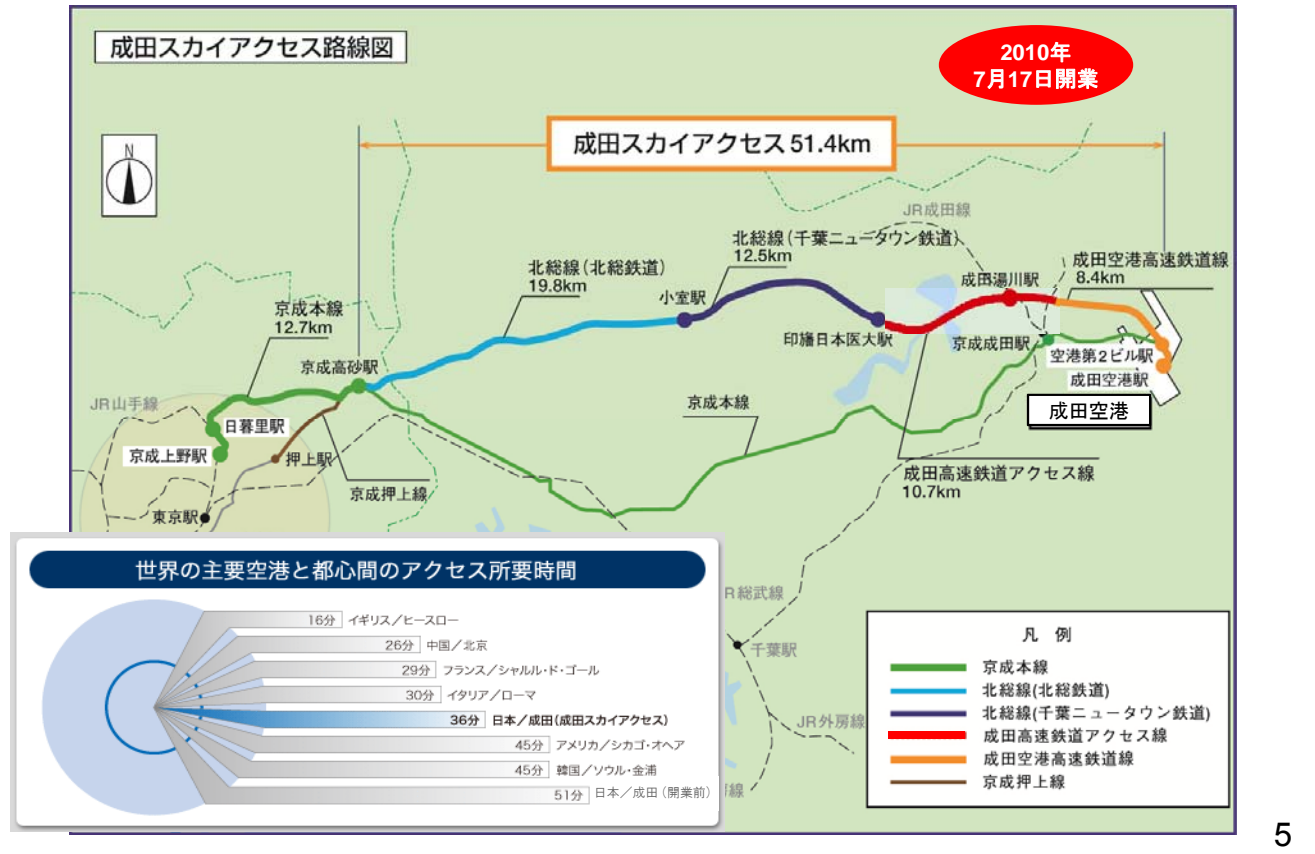 成田スカイアクセス路線図
2010年
7月17日開業
N
成田スカイアクセス 51.4km
JR成田線
北総線(千葉ニュータウン鉄道)
12.5km
成田空港高速鉄道線
8.4km
北総線(北総鉄道)
19.8km
成田湯川駅
小室駅
京成本線
12.7km
印旛日本医大駅
京成成田駅
空港第2ビル駅
京成高砂駅
成田空港駅
JR山手線
京成本線
成田空港
日暮里駅
京成上野駅
押上駅
成田高速鉄道アクセス線
10.7km
京成押上線
東京駅
世界の主要空港と都心間のアクセス所要時間
16分 イギリス/ヒースロー
26分 中国/北京
29分 フランス/シャルル・ド・ゴール
30分 イタリア/ローマ
36分 日本/成田(成田スカイアクセス)
45分 アメリカ/シカゴ・オヘア
45分 韓国/ソウル・金浦
51分 日本/成田(開業前)
R総武線
千葉駅
JR外房線
線
凡 例
京成本線
北総線(北総鉄道)
北総線(千葉ニュータウン鉄道)
成田高速鉄道アクセス線
成田空港高速鉄道線
京成押上線
5